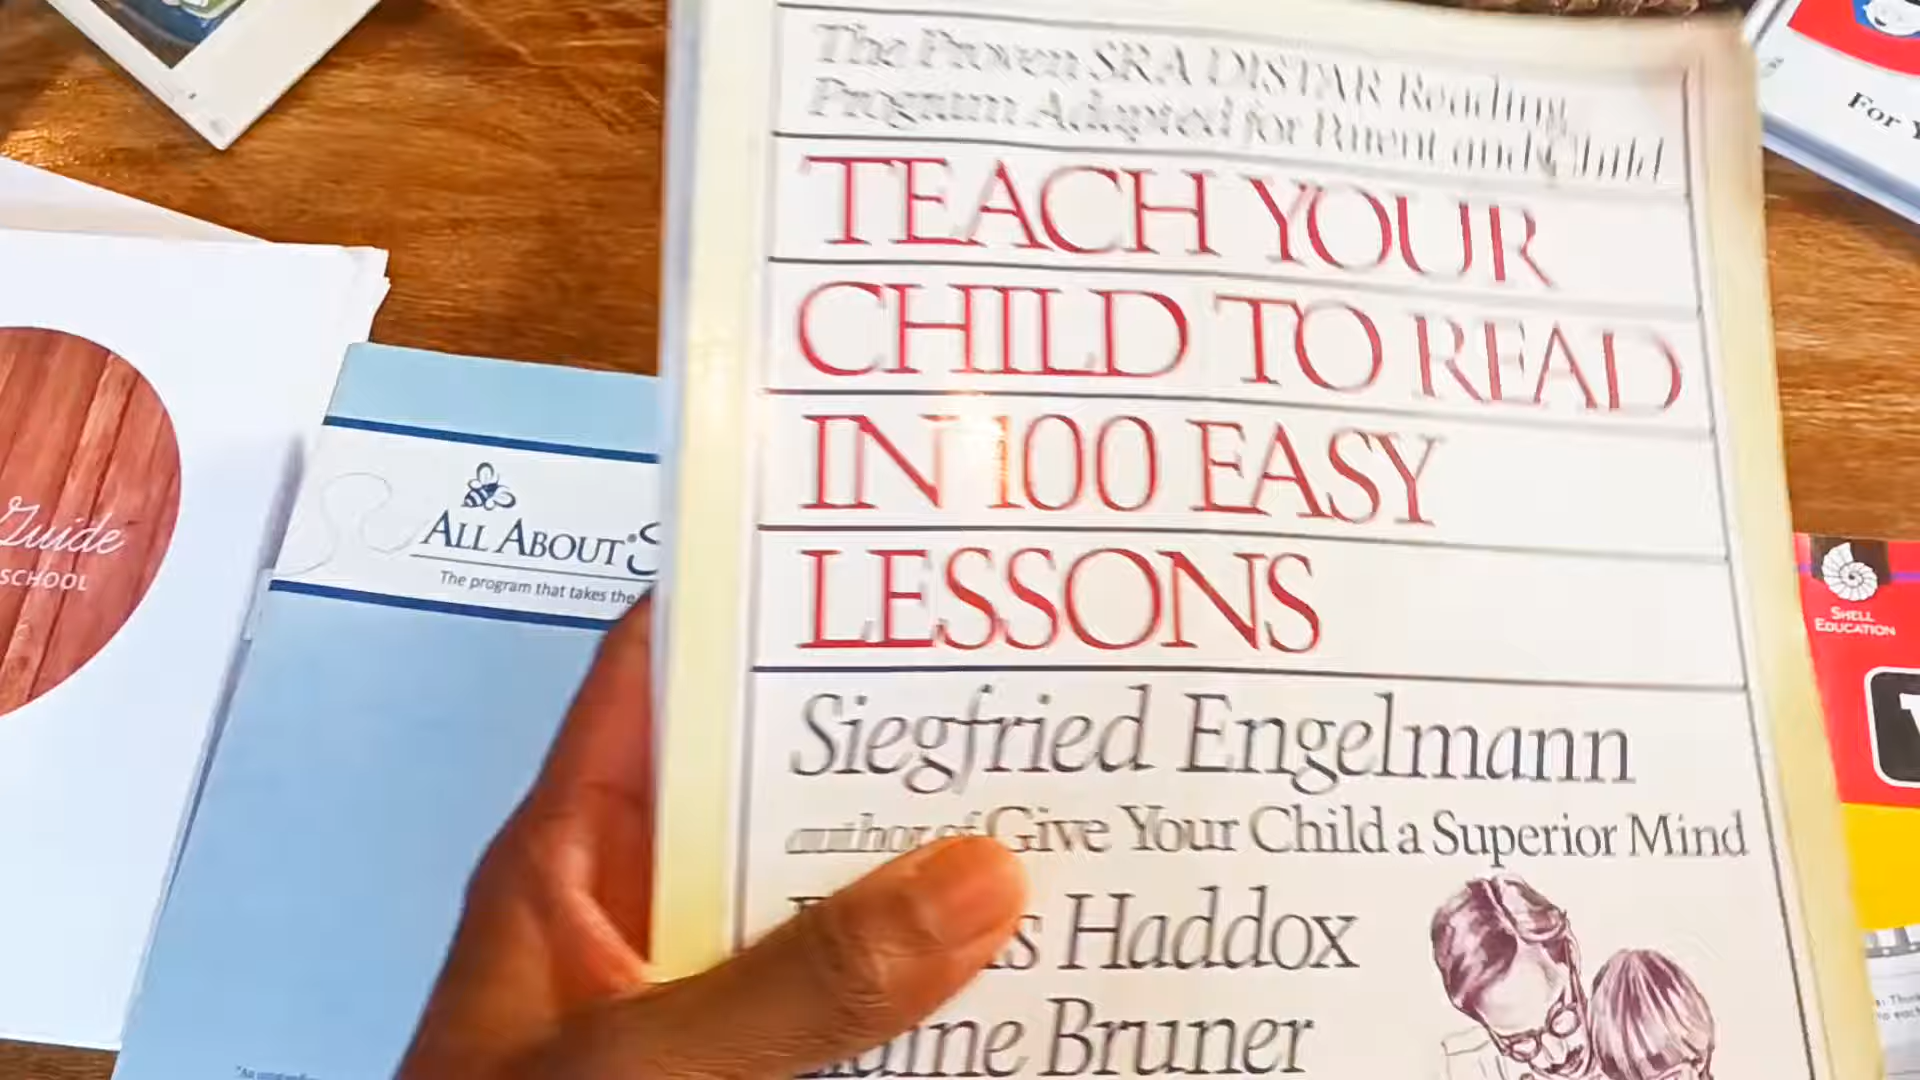 The Proven SRA DISTAR Reading
Program Adapted for Parent and Child
TEACH YOUR
CHILD TO READ
IN 100 EASY
LESSONS
Siegfried Engelmann
author of Give Your Child a Superior Mind
Haddox
Bruner
Guide
SCHOOL
ALL ABOUT®
The program that takes the
For
SHELL
EDUCATION